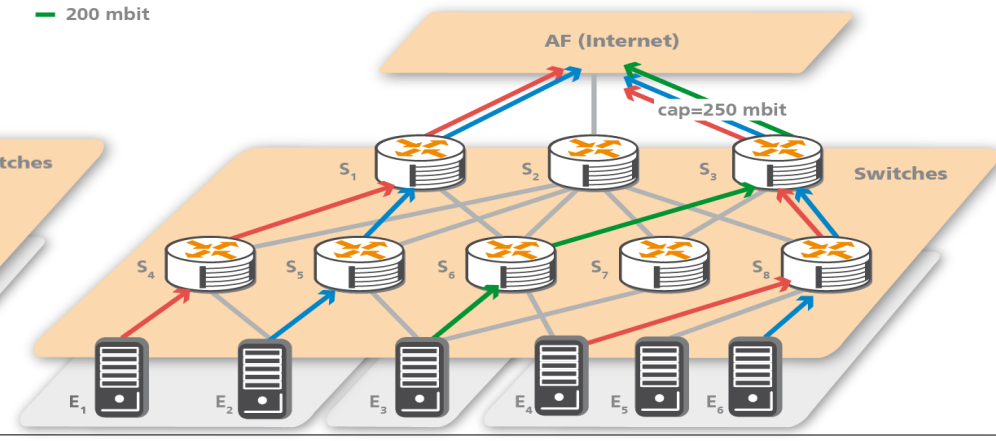 200 mbit
AF (Internet)
cap=250 mbit
tches
S1
S2
S3
Switches
S4
S5
S6
S7
S8
E1
E2
E3
E4
E5
E6